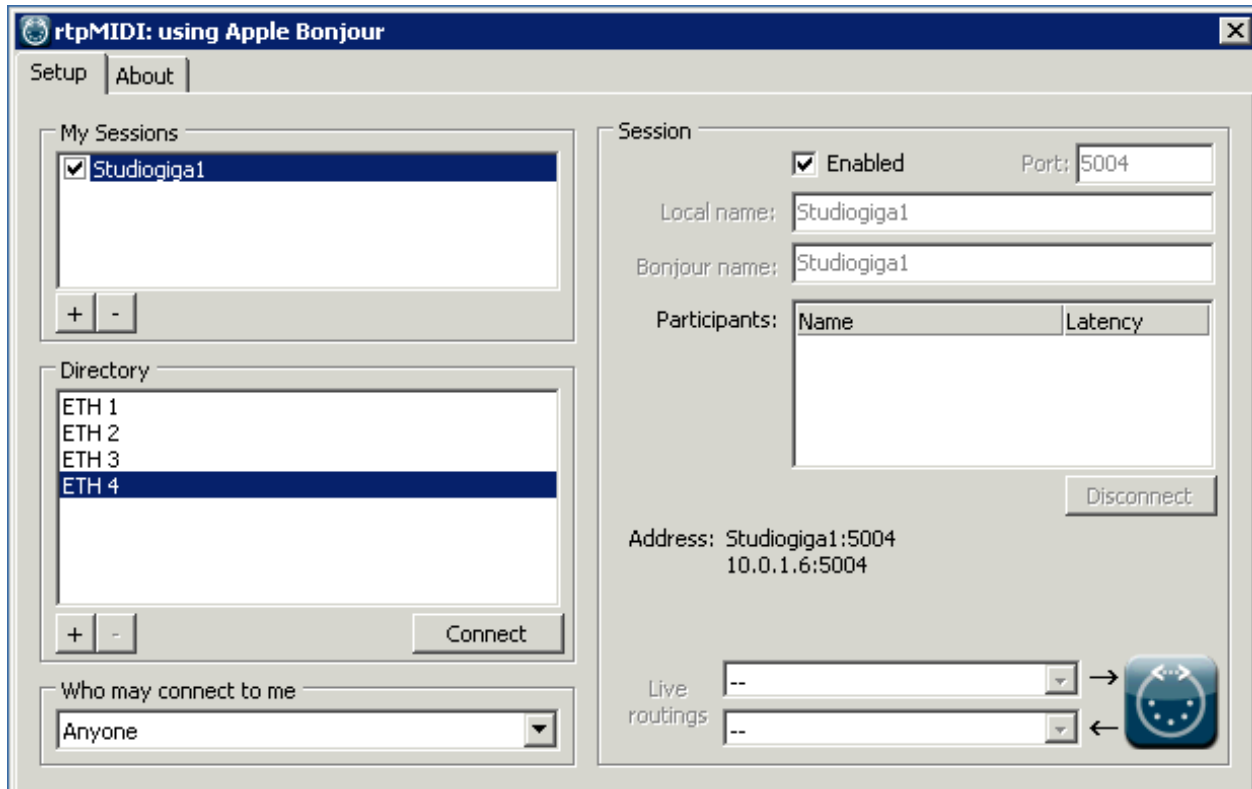 rtpMIDI: using Apple Bonjour
Setup
About
My Sessions
Studiogiga1
+ -
Directory
ETH 1
ETH 2
ETH 3
ETH 4
+ -
Connect
Who may connect to me
Anyone
Session
Enabled
Port: 5004
Local name: Studiogiga1
Bonjour name: Studiogiga1
Participants:
Name Latency
Disconnect
Address: Studiogiga1:5004
10.0.1.6:5004
Live
routings
--
--